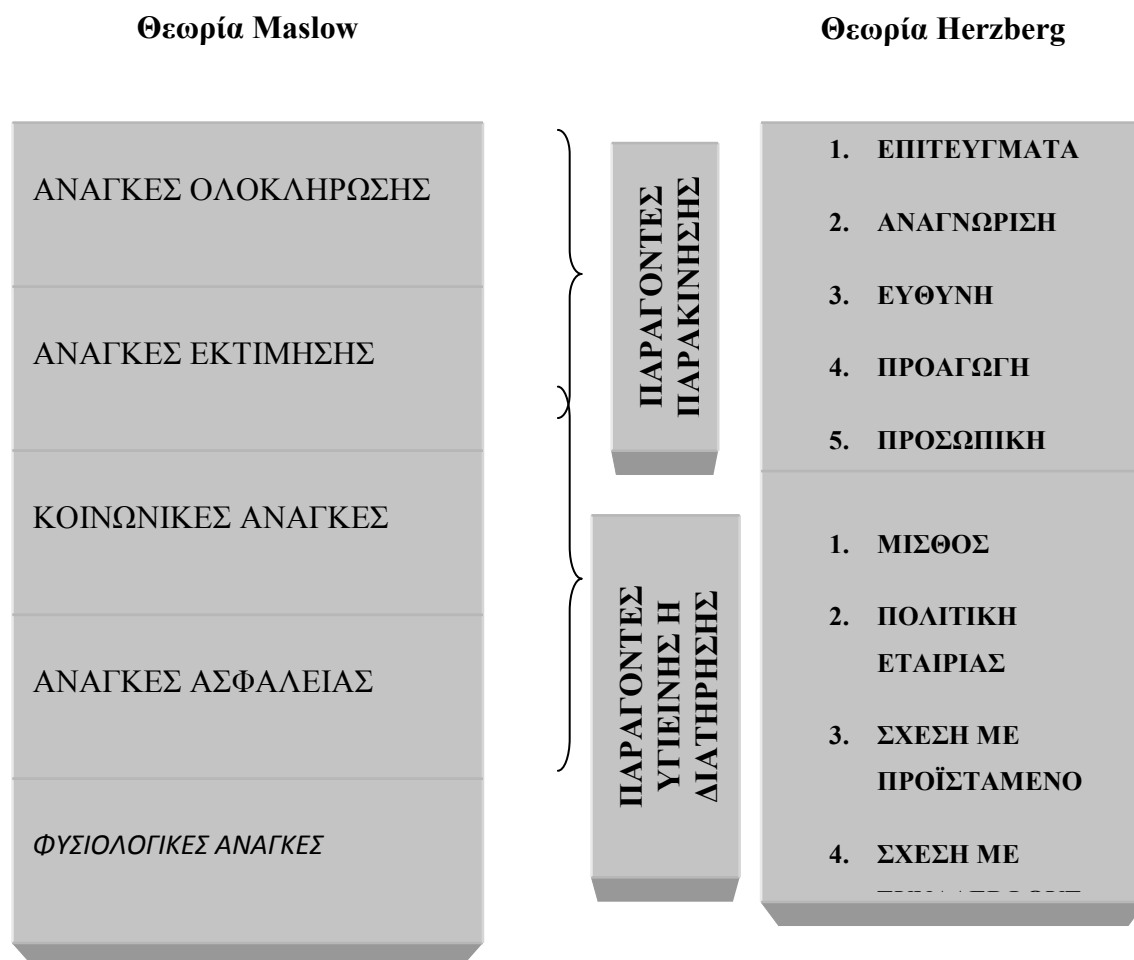 Θεωρία Maslow
Θεωρία Herzberg
ΑΝΑΓΚΕΣ ΟΛΟΚΛΗΡΩΣΗΣ
ΑΝΑΓΚΕΣ ΕΚΤΙΜΗΣΗΣ
ΚΟΙΝΩΝΙΚΕΣ ΑΝΑΓΚΕΣ
ΑΝΑΓΚΕΣ ΑΣΦΑΛΕΙΑΣ
ΦΥΣΙΟΛΟΓΙΚΕΣ ΑΝΑΓΚΕΣ
ΠΑΡΑΓΟΝΤΕΣ
ΠΑΡΑΚΙΝΗΣΗΣ
ΠΑΡΑΓΟΝΤΕΣ
ΥΓΙΕΙΝΗΣ Η
ΔΙΑΤΗΡΗΣΗΣ
1. ΕΠΙΤΕΥΓΜΑΤΑ
2. ΑΝΑΓΝΩΡΙΣΗ
3. ΕΥΘΥΝΗ
4. ΠΡΟΑΓΩΓΗ
5. ΠΡΟΣΩΠΙΚΗ
1. ΜΙΣΘΟΣ
2. ΠΟΛΙΤΙΚΗ
ΕΤΑΙΡΙΑΣ
3. ΣΧΕΣΗ ΜΕ
ΠΡΟΪΣΤΑΜΕΝΟ
4. ΣΧΕΣΗ ΜΕ